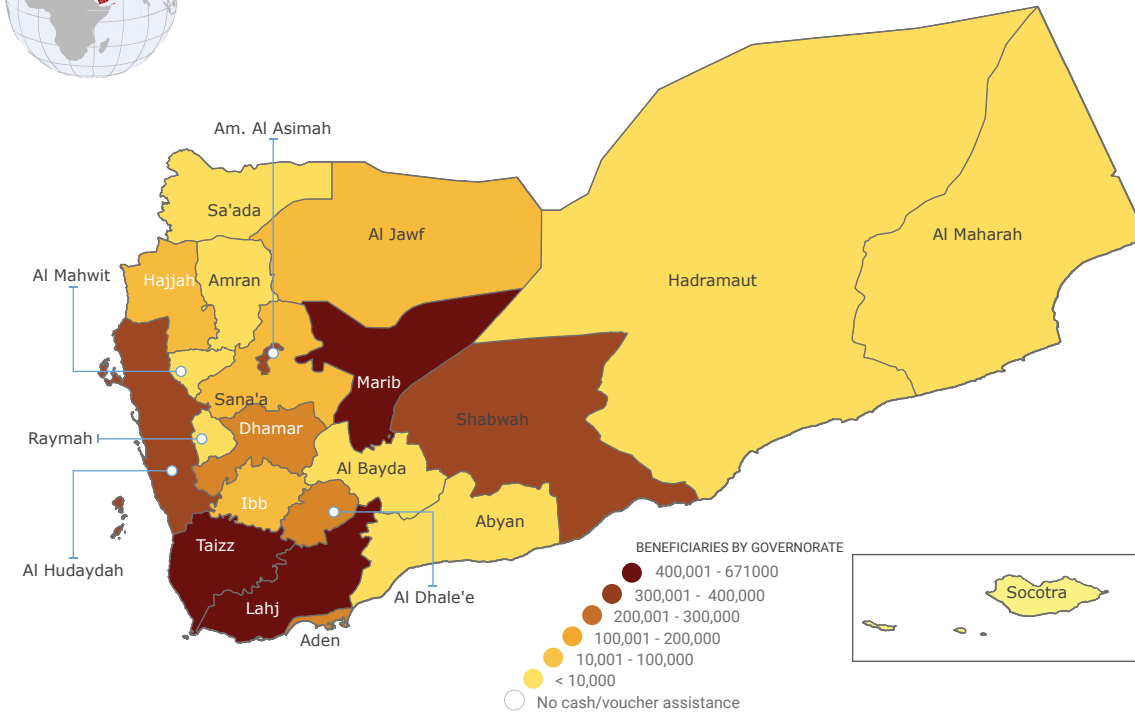 Am. Al Asimah
Sa'ada
Al Jawf
Al Maharah
Al Mahwit
Hajjah
Amran
Hadramaut
Marib
Sana'a
Shabwah
Dhamar
Raymah
Al Bayda
Ibb
Abyan
Taizz
Al Hudaydah
Al Dhale'e
Lahj
Aden
BENEFICIARIES BY GOVERNORATE
400,001 - 671000
300,001 - 400,000
200,001 - 300,000
100,001 - 200,000
10,001 - 100,000
< 10,000
No cash/voucher assistance
Socotra